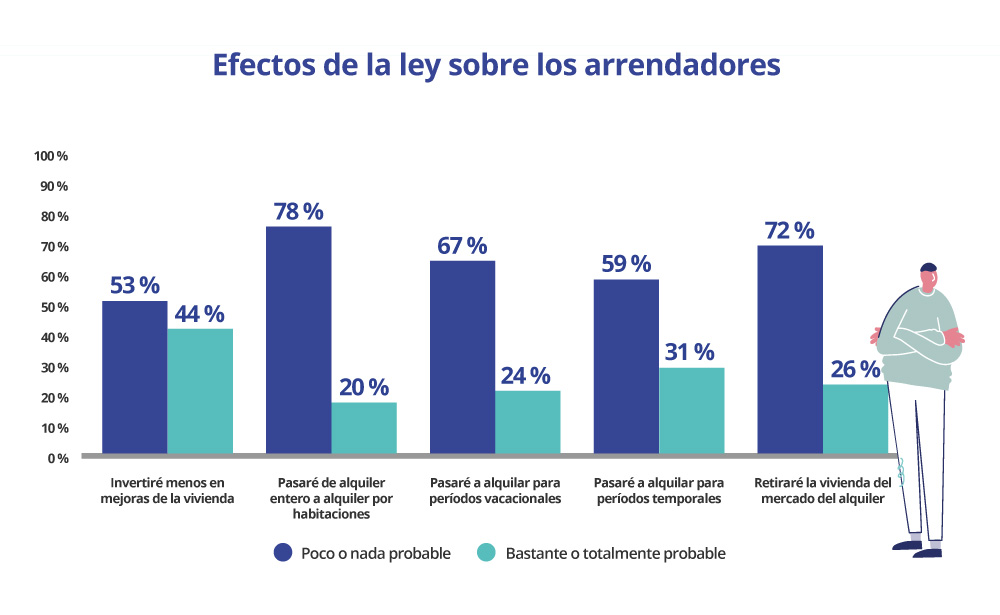 Efectos de la ley sobre los arrendadores
100 %
90 %
80 %
70 %
60 %
50 %
40 %
30 %
20 %
10 %
0 %
53 %
44 %
78 %
20 %
67 %
24 %
59 %
31 %
72 %
26 %
Invertiré menos en
mejoras de la vivienda
Pasaré de alquiler
entero a alquiler por
habitaciones
Pasaré a alquilar para
períodos vacacionales
Pasaré a alquilar para
períodos temporales
Retiraré la vivienda del
mercado del alquiler
Poco o nada probable
Bastante o totalmente probable